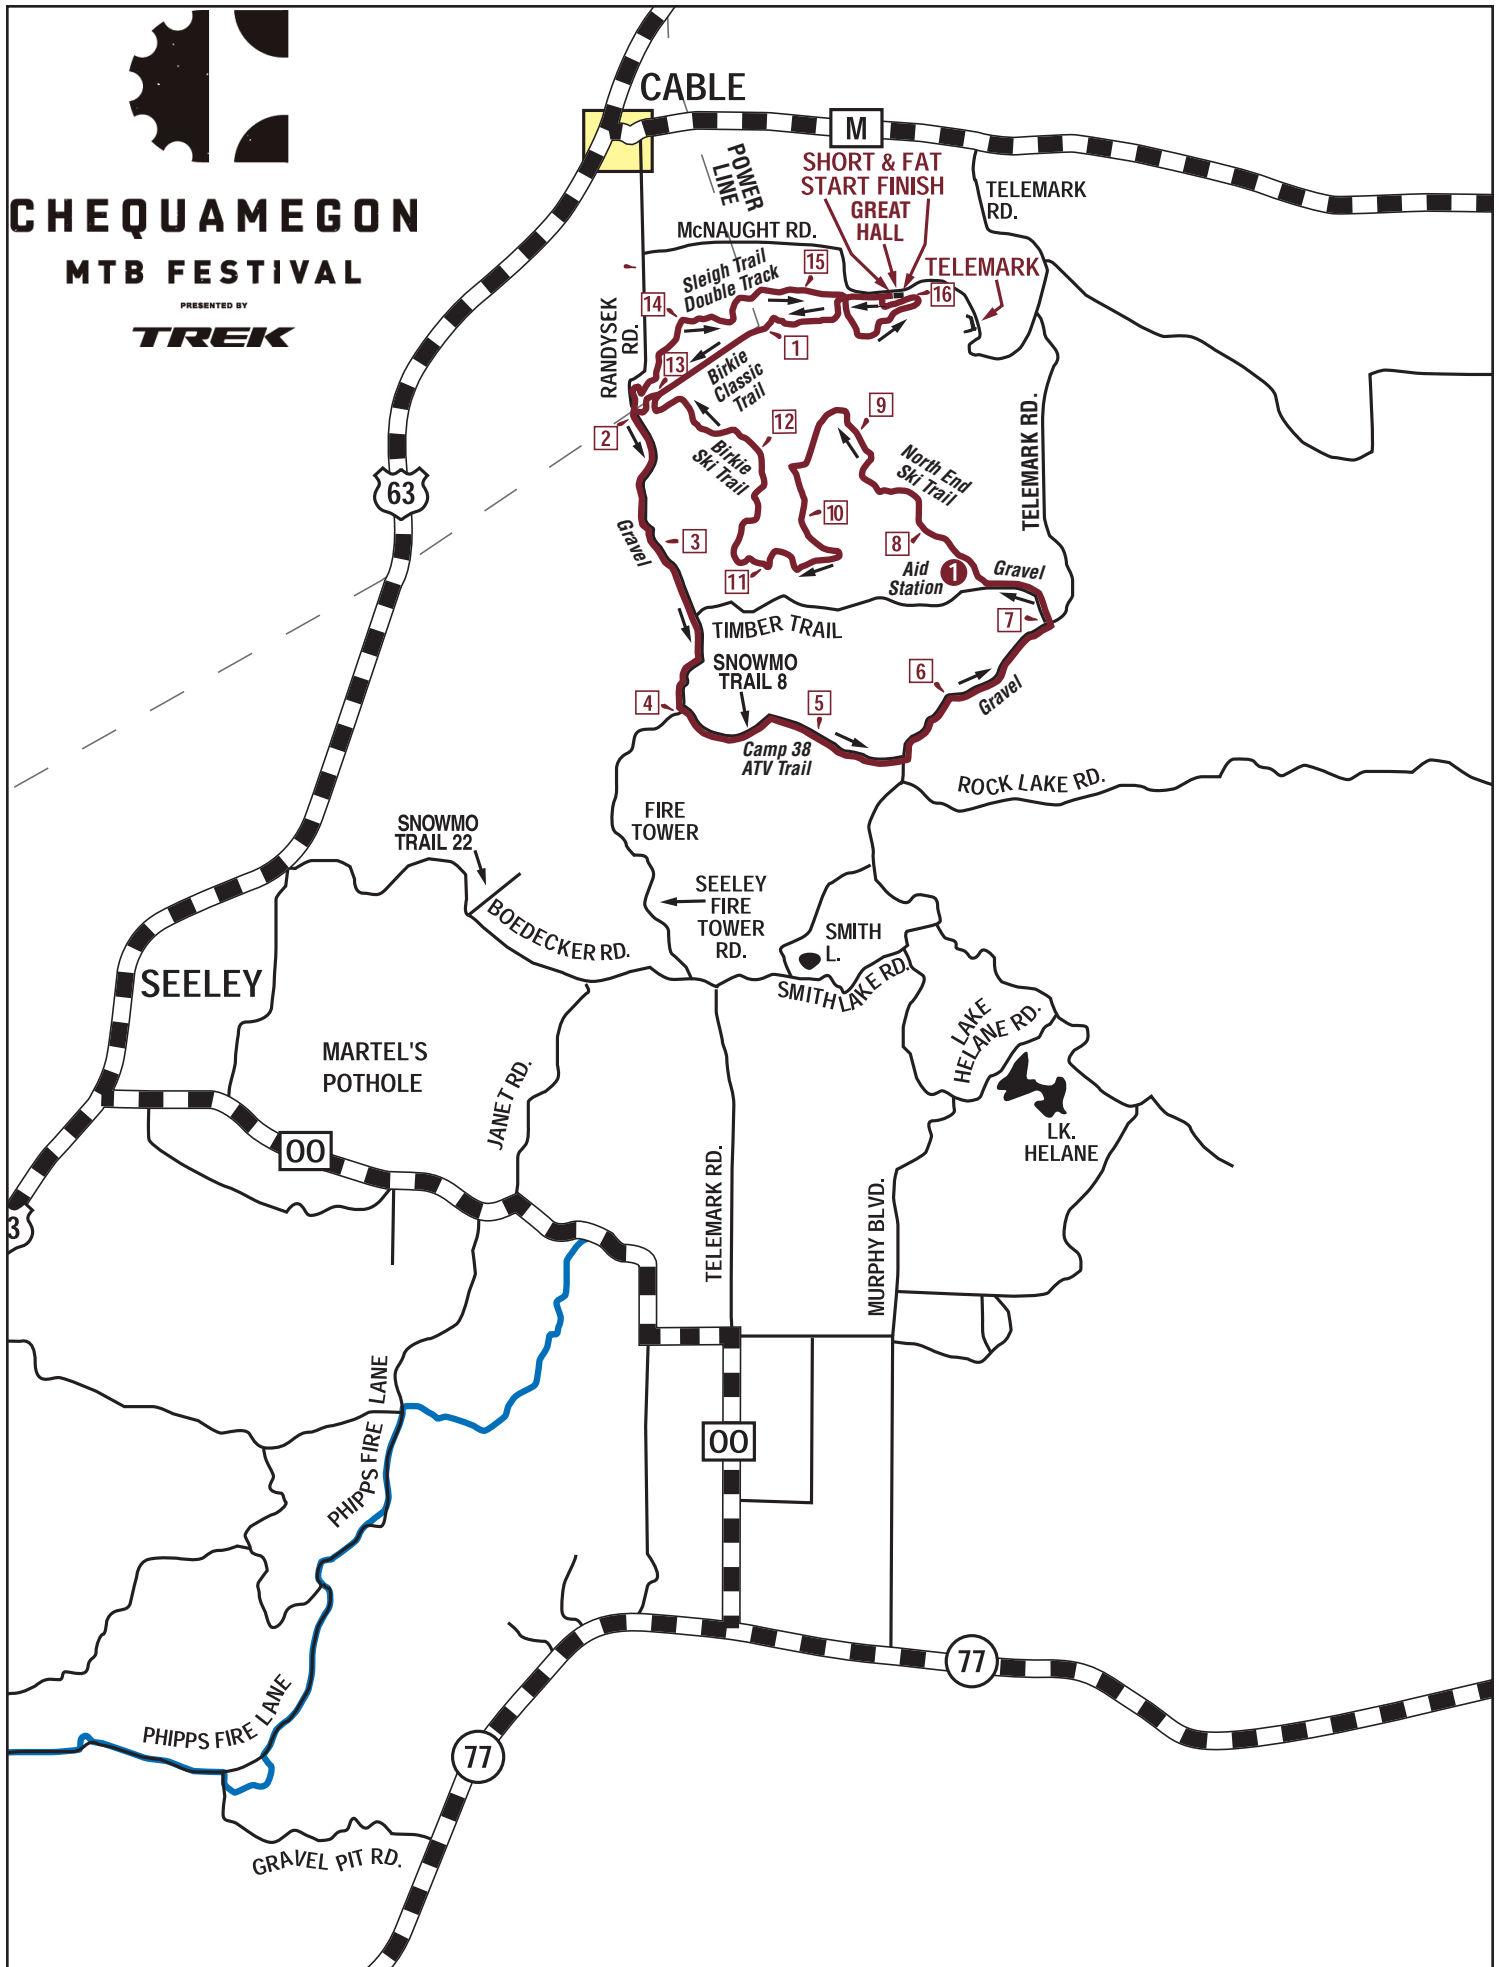 CHEQUAMEGON
MTB FESTIVAL
PRESENTED BY
TREK
CABLE
M
POWER
LINE
SHORT & FAT
START FINISH
GREAT
HALL
TELEMARK
RD.
McNAUGHT RD.
TELEMARK
Sleigh Trail
Double Track
15
16
14
RANDYSEK
RD.
1
13
Birkie
Classic
Trail
2
12
9
Birkie
Ski Trail
North End
Ski Trail
TELEMARK RD.
63
Gravel
3
10
8
11
Aid
Station
1
Gravel
7
TIMBER TRAIL
SNOWMO
TRAIL 8
6
4
5
Gravel
Camp 38
ATV Trail
ROCK LAKE RD.
FIRE
TOWER
SNOWMO
TRAIL 22
SEELEY
FIRE
TOWER
RD.
BOEDECKER RD.
SMITH
L.
SMITH LAKE RD.
SEELEY
LAKE
HELANE RD.
MARTEL'S
POTHOLE
JANET RD.
LK.
HELANE
00
TELEMARK RD.
MURPHY BLVD.
3
PHIPPS FIRE LANE
00
77
PHIPPS FIRE LANE
77
GRAVEL PIT RD.